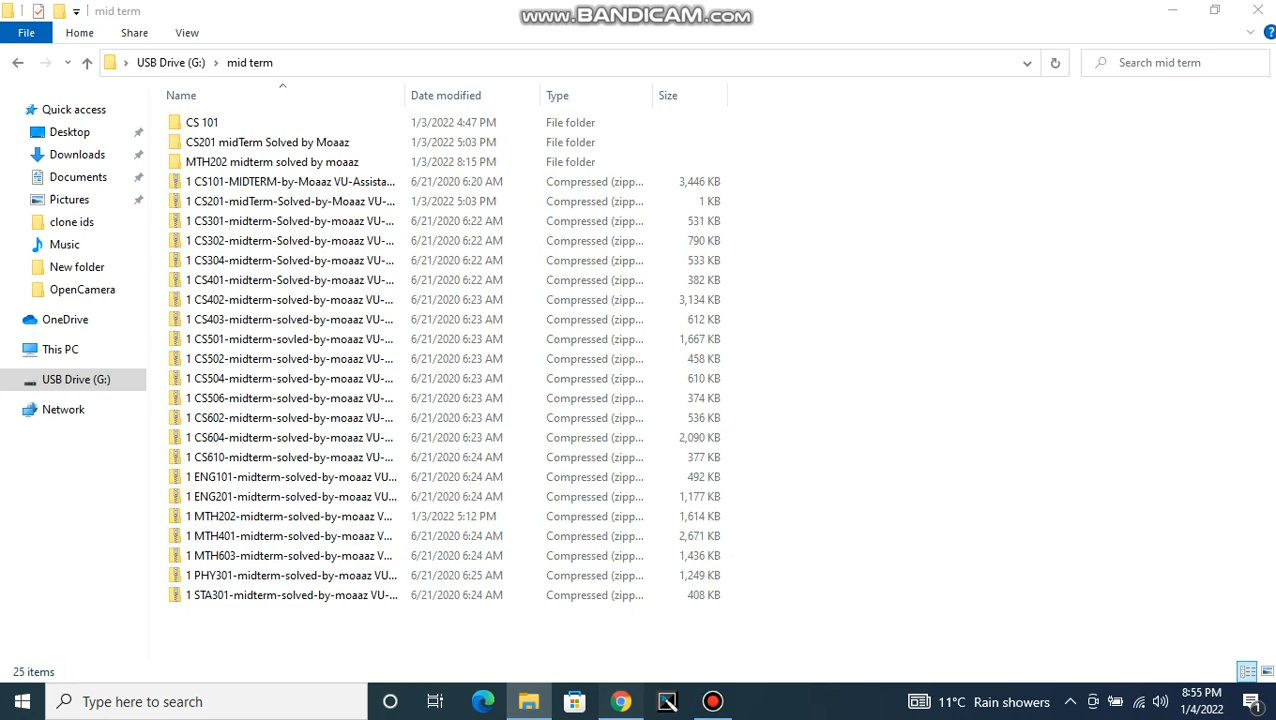 mid term
www.BANDICAM.com
File Home Share View
USB Drive (G:) mid term
Search mid term
Name Date modified Type Size
Quick access
Desktop
Downloads
Documents
Pictures
clone ids
Music
New folder
OpenCamera
OneDrive
This PC
USB Drive (G:)
Network
CS 101 1/3/2022 4:47 PM File folder
CS201 midTerm Solved by Moaaz 1/3/2022 5:03 PM File folder
MTH202 midterm solved by moaaz 1/3/2022 8:15 PM File folder
1 CS101-MIDTERM-by-Moaaz VU-Assista... 6/21/2020 6:20 AM Compressed (zipp... 3,446 KB
1 CS201-midTerm-Solved-by-Moaaz VU-... 1/3/2022 5:03 PM Compressed (zipp... 1 KB
1 CS301-midterm-Solved-by-moaaz VU-... 6/21/2020 6:22 AM Compressed (zipp... 531 KB
1 CS302-midterm-Solved-by-moaaz VU-... 6/21/2020 6:22 AM Compressed (zipp... 790 KB
1 CS304-midterm-Solved-by-moaaz VU-... 6/21/2020 6:22 AM Compressed (zipp... 533 KB
1 CS401-midterm-Solved-by-moaaz VU-... 6/21/2020 6:22 AM Compressed (zipp... 382 KB
1 CS402-midterm-solved-by-moaaz VU-... 6/21/2020 6:23 AM Compressed (zipp... 3,134 KB
1 CS403-midterm-solved-by-moaaz VU-... 6/21/2020 6:23 AM Compressed (zipp... 612 KB
1 CS501-midterm-sovled-by-moaaz VU-... 6/21/2020 6:23 AM Compressed (zipp... 1,667 KB
1 CS502-midterm-solved-by-moaaz VU-... 6/21/2020 6:23 AM Compressed (zipp... 458 KB
1 CS504-midterm-solved-by-moaaz VU-... 6/21/2020 6:23 AM Compressed (zipp... 610 KB
1 CS506-midterm-solved-by-moaaz VU-... 6/21/2020 6:23 AM Compressed (zipp... 374 KB
1 CS602-midterm-solved-by-moaaz VU-... 6/21/2020 6:23 AM Compressed (zipp... 536 KB
1 CS604-midterm-solved-by-moaaz VU-... 6/21/2020 6:23 AM Compressed (zipp... 2,090 KB
1 CS610-midterm-solved-by-moaaz VU-... 6/21/2020 6:24 AM Compressed (zipp... 377 KB
1 ENG101-midterm-solved-by-moaaz VU... 6/21/2020 6:24 AM Compressed (zipp... 492 KB
1 ENG201-midterm-solved-by-moaaz VU... 6/21/2020 6:24 AM Compressed (zipp... 1,177 KB
1 MTH202-midterm-solved-by-moaaz V... 1/3/2022 5:12 PM Compressed (zipp... 1,614 KB
1 MTH401-midterm-solved-by-moaaz V... 6/21/2020 6:24 AM Compressed (zipp... 2,671 KB
1 MTH603-midterm-solved-by-moaaz V... 6/21/2020 6:24 AM Compressed (zipp... 1,436 KB
1 PHY301-midterm-solved-by-moaaz VU... 6/21/2020 6:25 AM Compressed (zipp... 1,249 KB
1 STA301-midterm-solved-by-moaaz VU-... 6/21/2020 6:24 AM Compressed (zipp... 408 KB
25 items
Type here to search
11°C Rain showers
8:55 PM
1/4/2022
1